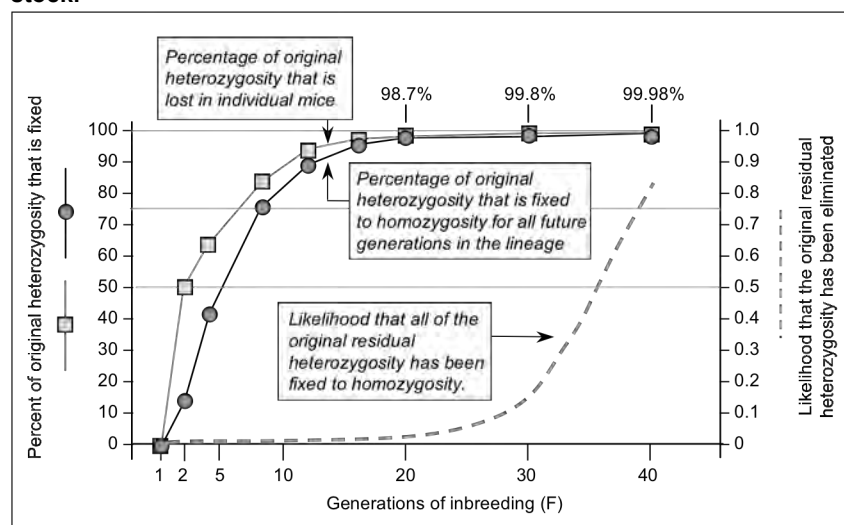 stock.
Percentage of original
heterozygosity that is
lost in individual mice
98.7%
99.8%
99.98%
Percent of original heterozygosity that is fixed
100
90
80
70
60
50
40
30
20
10
0
Percentage of original
heterozygosity that is fixed
to homozygosity for all future
generations in the lineage
Likelihood that all of the
original residual
heterozygosity has been
fixed to homozygosity.
1.0
0.9
0.8
0.7
0.6
0.5
0.4
0.3
0.2
0.1
0
Likelihood that the original residual
heterozygosity has been eliminated
1
2
5
10
20
30
40
Generations of inbreeding (F)